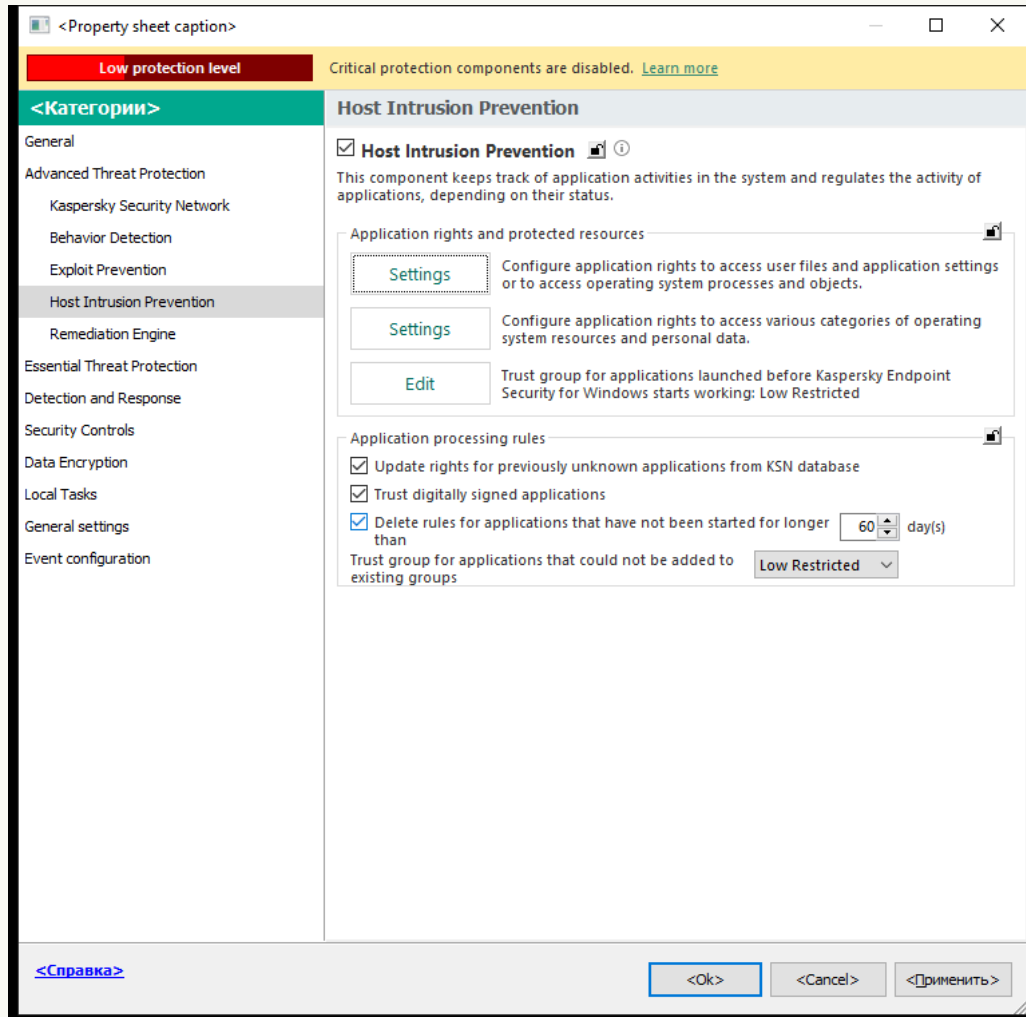 <Property sheet caption>
Low protection level
Critical protection components are disabled. Learn more
<Категории>
General
Advanced Threat Protection
Kaspersky Security Network
Behavior Detection
Exploit Prevention
Host Intrusion Prevention
Remediation Engine
Essential Threat Protection
Detection and Response
Security Controls
Data Encryption
Local Tasks
General settings
Event configuration
Host Intrusion Prevention
Host Intrusion Prevention
This component keeps track of application activities in the system and regulates the activity of
applications, depending on their status.
Application rights and protected resources
Settings
Configure application rights to access user files and application settings
or to access operating system processes and objects.
Settings
Configure application rights to access various categories of operating
system resources and personal data.
Edit
Trust group for applications launched before Kaspersky Endpoint
Security for Windows starts working: Low Restricted
Application processing rules
Update rights for previously unknown applications from KSN database
Trust digitally signed applications
Delete rules for applications that have not been started for longer
than
60 day(s)
Trust group for applications that could not be added to
existing groups
Low Restricted
<Справка>
<Ok>
<Cancel>
<Применить>